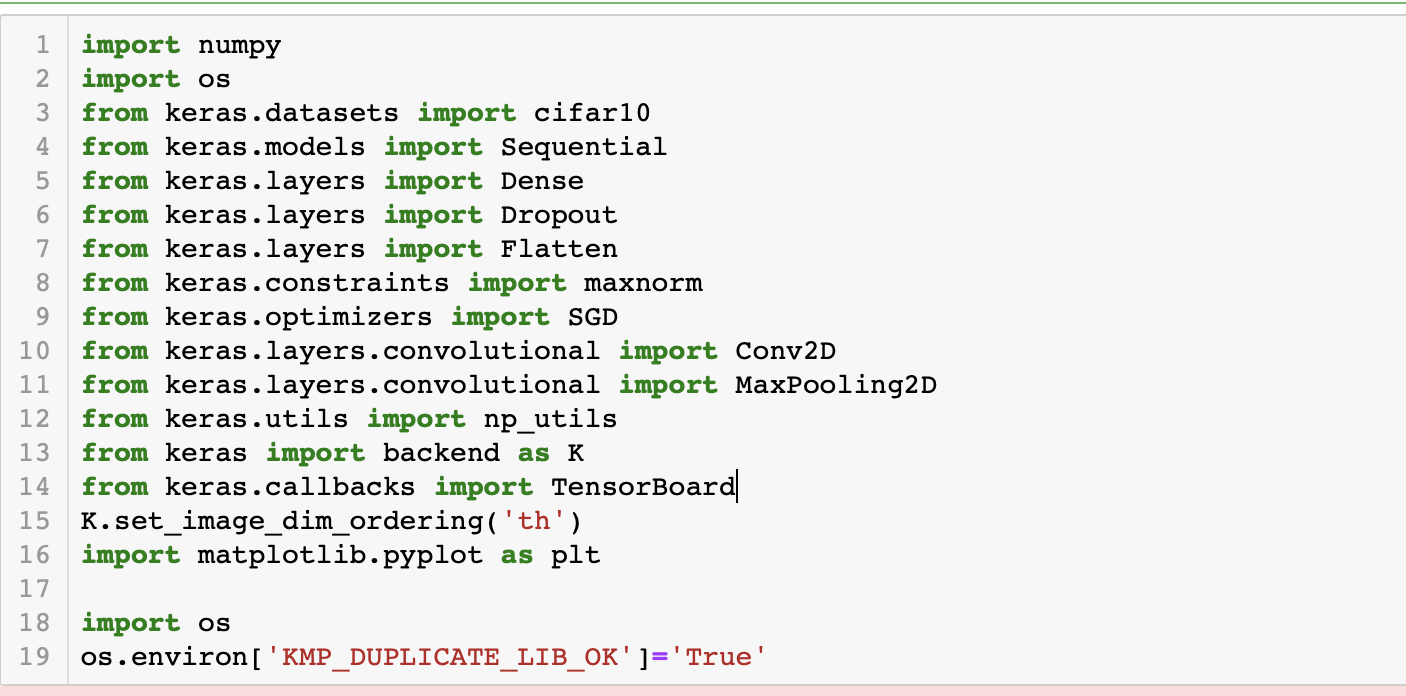 1 import numpy
2 import os
3 from keras.datasets import cifar10
4 from keras.models import Sequential
5 from keras.layers import Dense
6 from keras.layers import Dropout
7 from keras.layers import Flatten
8 from keras.constraints import maxnorm
9 from keras.optimizers import SGD
10 from keras.layers.convolutional import Conv2D
11 from keras.layers.convolutional import MaxPooling2D
12 from keras.utils import np_utils
13 from keras import backend as K
14 from keras.callbacks import TensorBoard
15 K.set_image_dim_ordering('th')
16 import matplotlib.pyplot as plt
17
18 import os
19 os.environ['KMP_DUPLICATE_LIB_OK']='True'